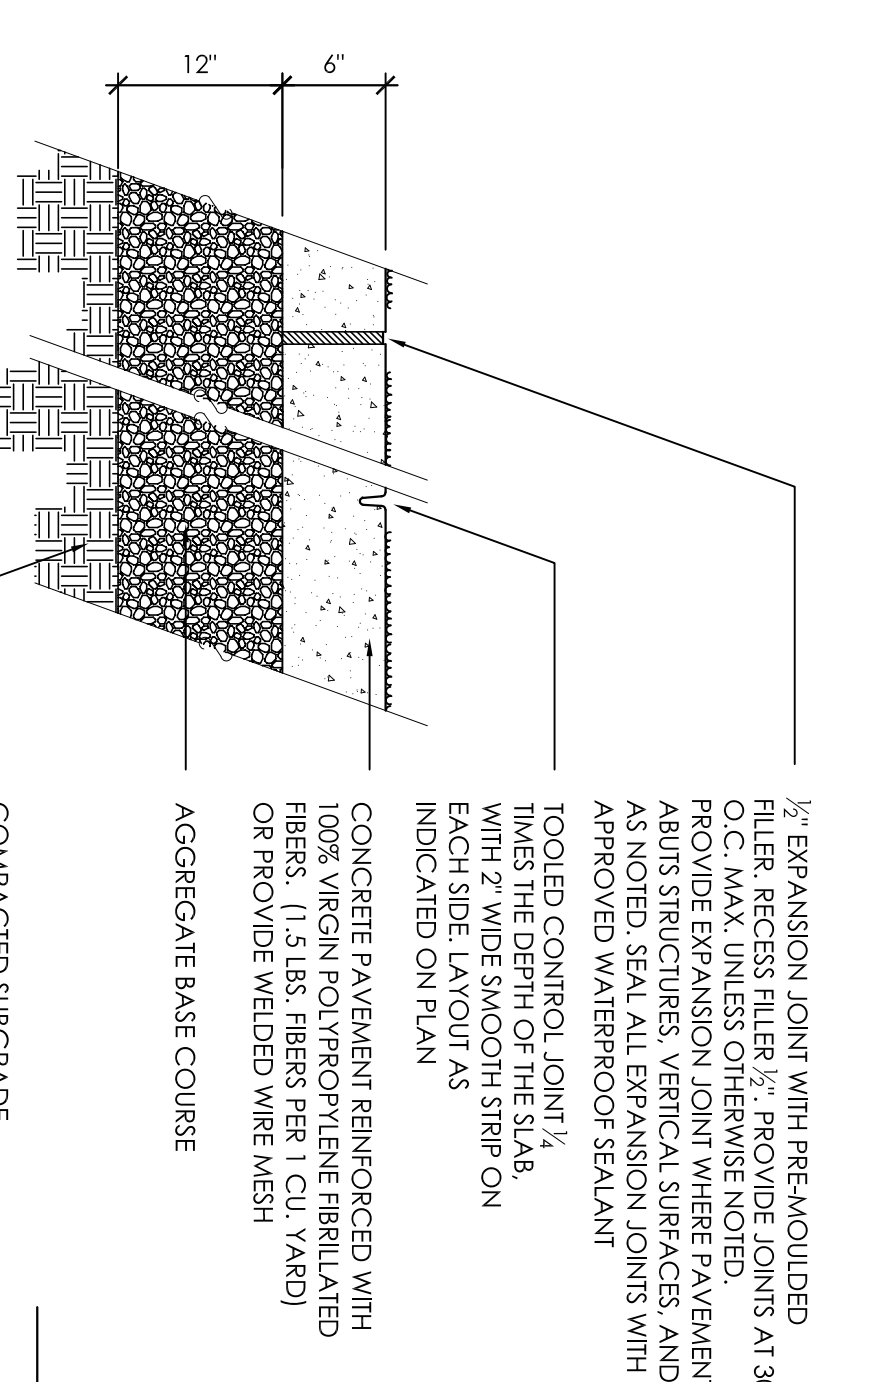 12" 6"
½" EXPANSION JOINT WITH PRE-MOULDED
FILLER. RECESS FILLER ½". PROVIDE JOINTS AT
O.C. MAX. UNLESS OTHERWISE NOTED.
PROVIDE EXPANSION JOINT WHERE PAVEMENT
ABUTS STRUCTURES, VERTICAL SURFACES, AND
AS NOTED. SEAL ALL EXPANSION JOINTS WITH
APPROVED WATERPROOF SEALANT
TOOLED CONTROL JOINT ¼
TIMES THE DEPTH OF THE SLAB,
WITH 2" WIDE SMOOTH STRIP ON
EACH SIDE. LAYOUT AS
INDICATED ON PLAN
CONCRETE PAVEMENT REINFORCED WITH
100% VIRGIN POLYPROPYLENE FIBRILLATED
FIBERS. (1.5 LBS. FIBERS PER 1 CU. YARD)
OR PROVIDE WELDED WIRE MESH
AGGREGATE BASE COURSE
COMPACTED SUBGRADE